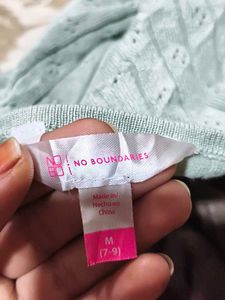 NO
BO
NO BOUNDARIES
Made in/
Hecho en
China
M
(7-9)